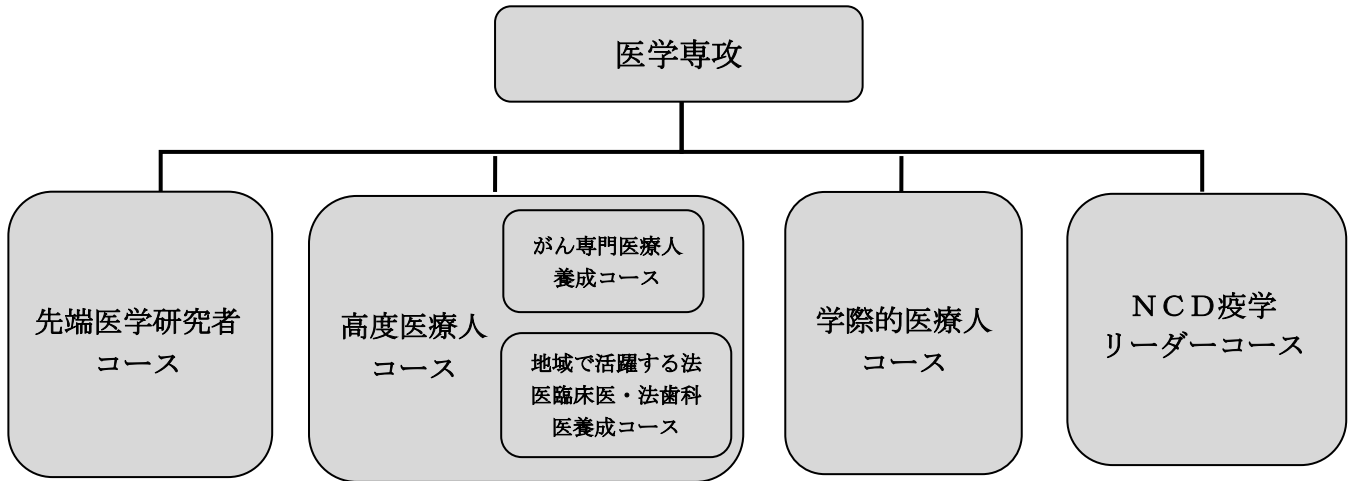 医学専攻
先端医学研究者
コース
高度医療人
コース
がん専門医療人
養成コース
地域で活躍する法
医臨床医・法歯科
医養成コース
学際的医療人
コース
ＮＣＤ疫学
リーダーコース